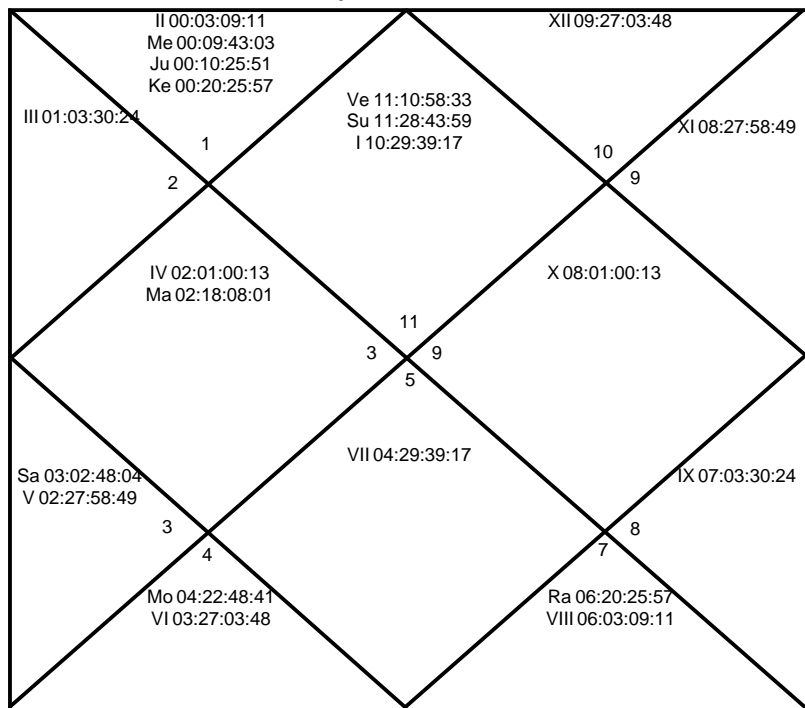 II 00:03:09:11
Me 00:09:43:03
Ju 00:10:25:51
Ke 00:20:25:57
XII 09:27:03:48
Ve 11:10:58:33
Su 11:28:43:59
I 10:29:39:17
III 01:03:30:24
XI 08:27:58:49
1
10
2
9
IV 02:01:00:13
Ma 02:18:08:01
X 08:01:00:13
11
3
9
5
VII 04:29:39:17
Sa 03:02:48:04
V 02:27:58:49
IX 07:03:30:24
3
8
4
7
Mo 04:22:48:41
VI 03:27:03:48
Ra 06:20:25:57
VIII 06:03:09:11